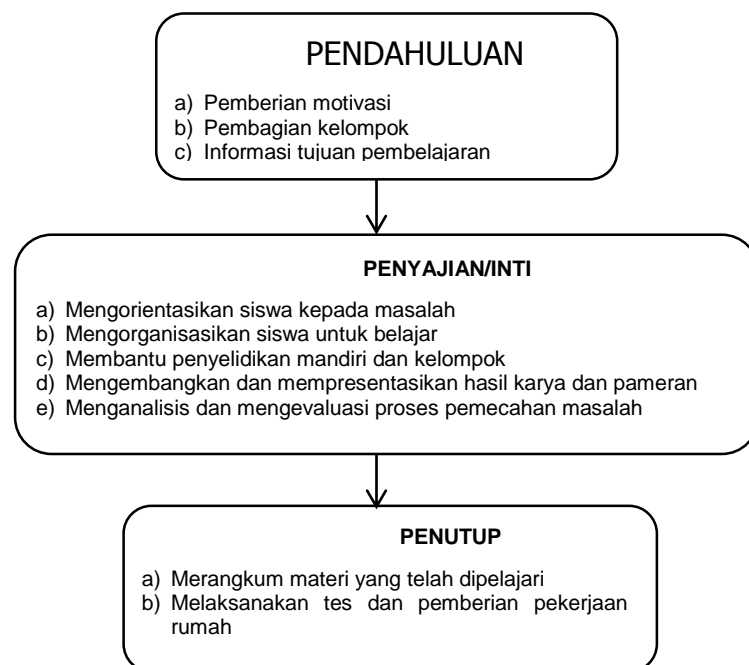 PENDAHULUAN
a) Pemberian motivasi
b) Pembagian kelompok
c) Informasi tujuan pembelajaran
PENYAJIAN/INTI
a) Mengorientasikan siswa kepada masalah
b) Mengorganisasikan siswa untuk belajar
c) Membantu penyelidikan mandiri dan kelompok
d) Mengembangkan dan mempresentasikan hasil karya dan pameran
e) Menganalisis dan mengevaluasi proses pemecahan masalah
PENUTUP
a) Merangkum materi yang telah dipelajari
b) Melaksanakan tes dan pemberian pekerjaan
rumah